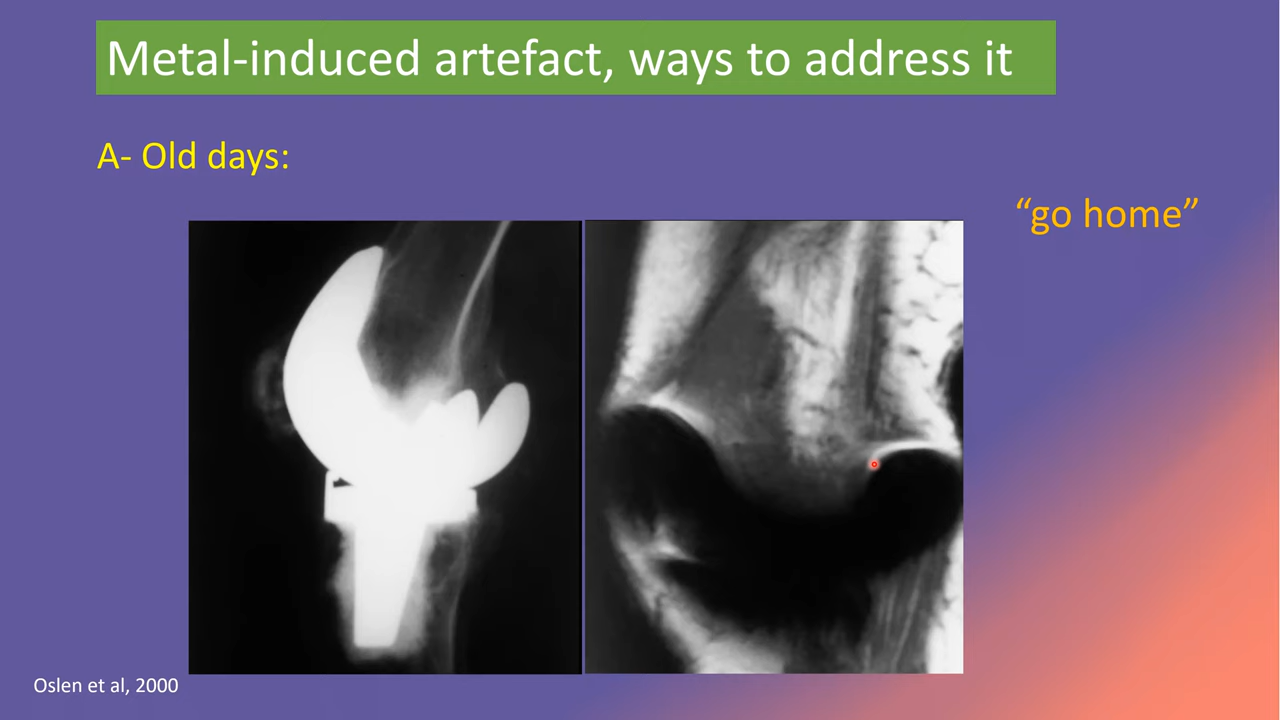 Metal-induced artefact, ways to address it
A- Old days:
“go home”
Oslen et al, 2000